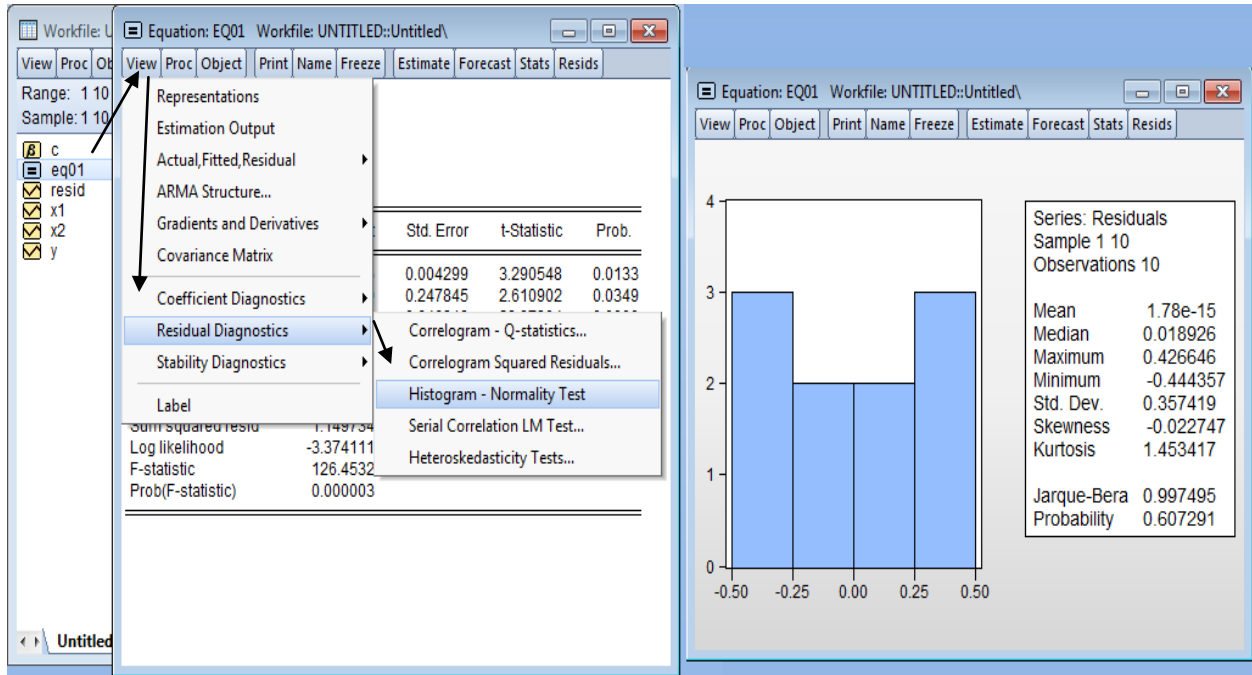 Workfile: U
View Proc Ob
Range: 1 10
Sample: 1 10
β c
eq01
resid
x1
x2
y
Untitled
Equation: EQ01 Workfile: UNTITLED::Untitled\
View Proc Object Print Name Freeze Estimate Forecast Stats Resids
Representations
Estimation Output
Actual,Fitted,Residual
ARMA Structure...
Gradients and Derivatives
Covariance Matrix
Coefficient Diagnostics
Residual Diagnostics
Stability Diagnostics
Label
Correlogram - Q-statistics...
Correlogram Squared Residuals...
Histogram - Normality Test
Serial Correlation LM Test...
Heteroskedasticity Tests...
Std. Error t-Statistic Prob.
0.004299 3.290548 0.0133
0.247845 2.610902 0.0349
Sum squared resid 1.149734
Log likelihood -3.374111
F-statistic 126.4532
Prob(F-statistic) 0.000003
Equation: EQ01 Workfile: UNTITLED::Untitled\
View Proc Object Print Name Freeze Estimate Forecast Stats Resids
4
3
2
1
0
-0.50 -0.25 0.00 0.25 0.50
Series: Residuals
Sample 1 10
Observations 10
Mean 1.78e-15
Median 0.018926
Maximum 0.426646
Minimum -0.444357
Std. Dev. 0.357419
Skewness -0.022747
Kurtosis 1.453417
Jarque-Bera 0.997495
Probability 0.607291